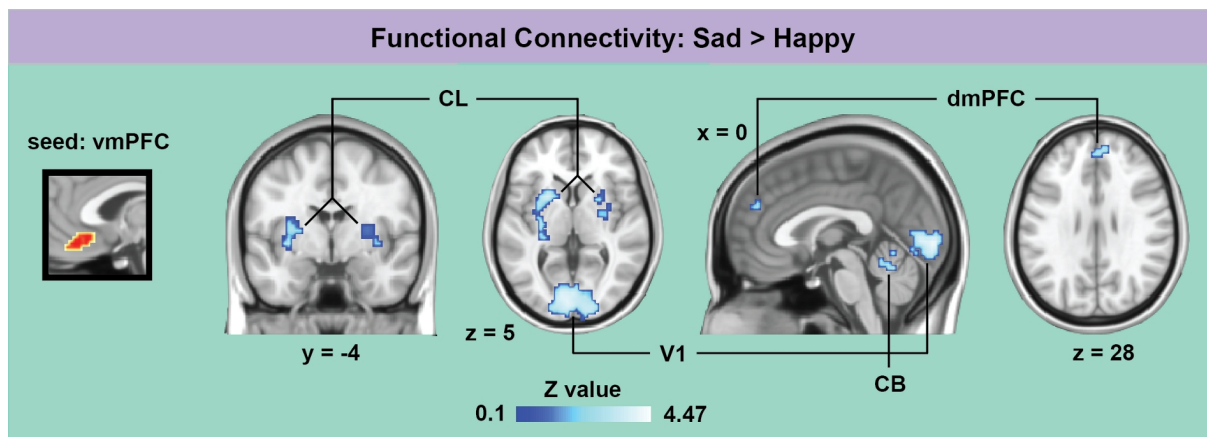 Functional Connectivity: Sad > Happy
seed: vmPFC
CL
dmPFC
x = 0
y = -4
z = 5
V1
CB
z = 28
Z value
0.1
4.47